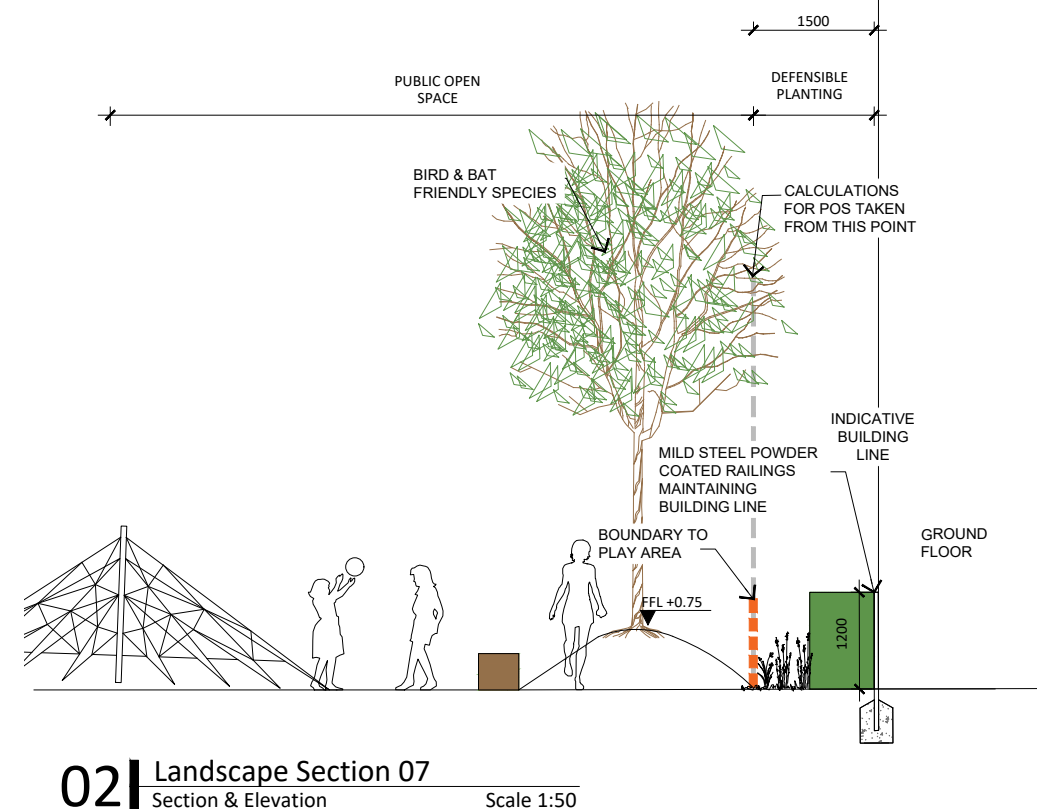 1500
PUBLIC OPEN
SPACE
DEFENSIBLE
PLANTING
BIRD & BAT
FRIENDLY SPECIES
CALCULATIONS
FOR POS TAKEN
FROM THIS POINT
INDICATIVE
BUILDING
LINE
MILD STEEL POWDER
COATED RAILINGS
MAINTAINING
BUILDING LINE
BOUNDARY TO
PLAY AREA
GROUND
FLOOR
FFL +0.75
1200
02 Landscape Section 07
Section & Elevation Scale 1:50